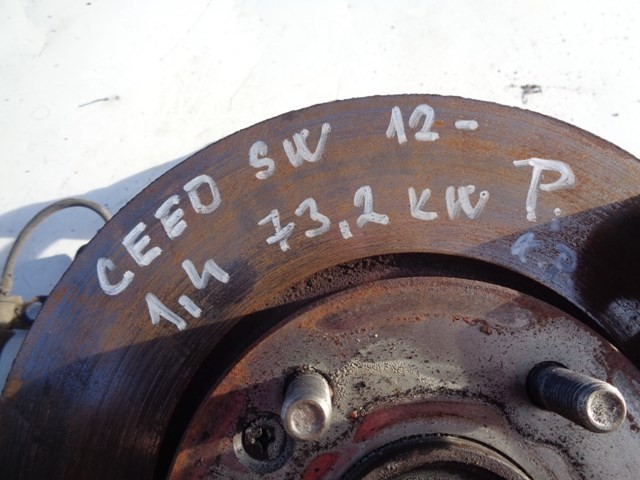 CEED SW 12-
1,4 73,2 KW P.